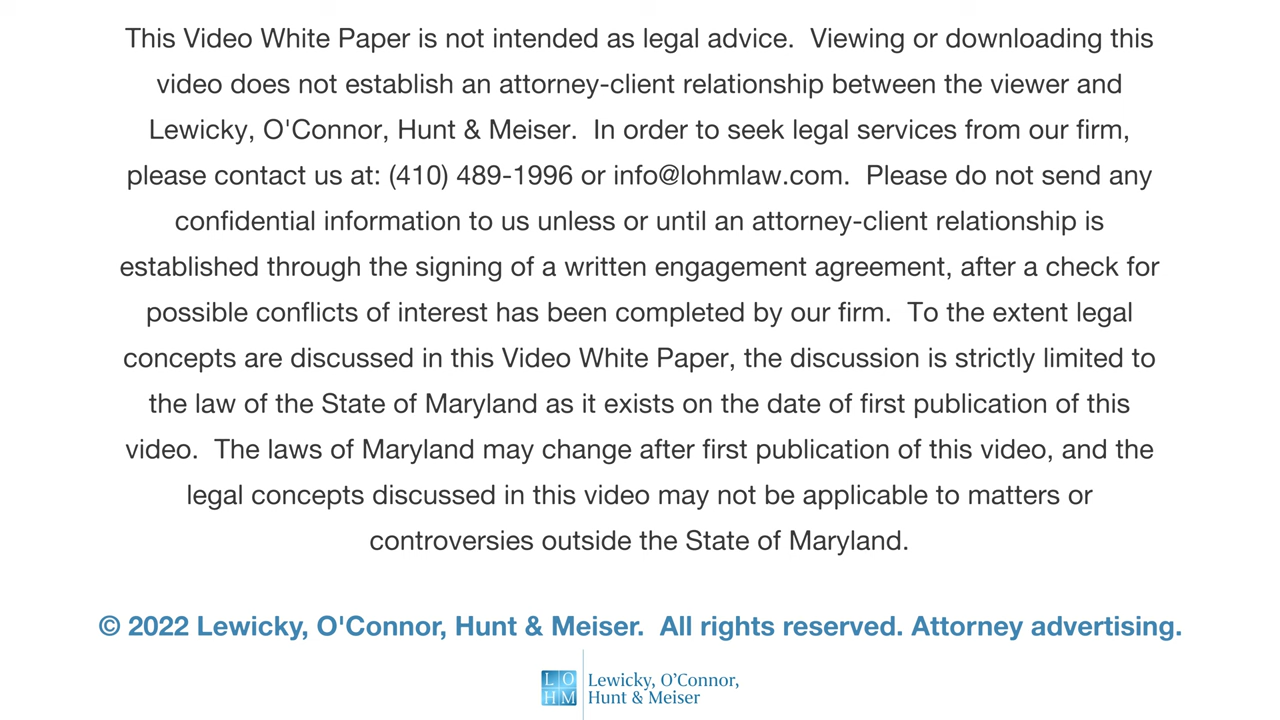 This Video White Paper is not intended as legal advice.  Viewing or downloading this
video does not establish an attorney-client relationship between the viewer and
Lewicky, O'Connor, Hunt & Meiser.  In order to seek legal services from our firm,
please contact us at: (410) 489-1996 or info@lohmlaw.com.  Please do not send any
confidential information to us unless or until an attorney-client relationship is
established through the signing of a written engagement agreement, after a check for
possible conflicts of interest has been completed by our firm.  To the extent legal
concepts are discussed in this Video White Paper, the discussion is strictly limited to
the law of the State of Maryland as it exists on the date of first publication of this
video.  The laws of Maryland may change after first publication of this video, and the
legal concepts discussed in this video may not be applicable to matters or
controversies outside the State of Maryland.
© 2022 Lewicky, O'Connor, Hunt & Meiser.  All rights reserved. Attorney advertising.
L O
H M
Lewicky, O’Connor,
Hunt & Meiser